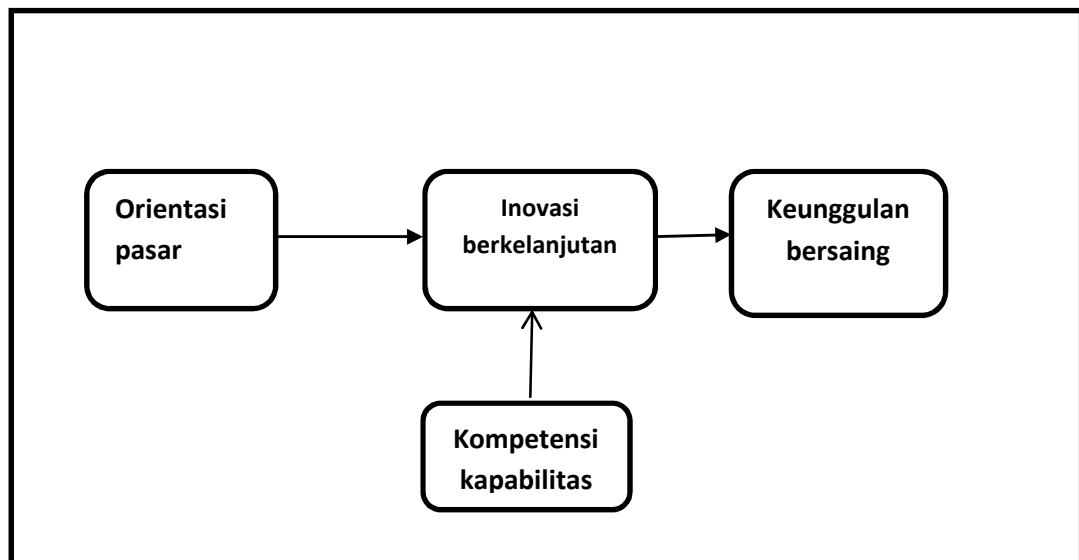 Orientasi
pasar
Inovasi
berkelanjutan
Keunggulan
bersaing
Kompetensi
kapabilitas